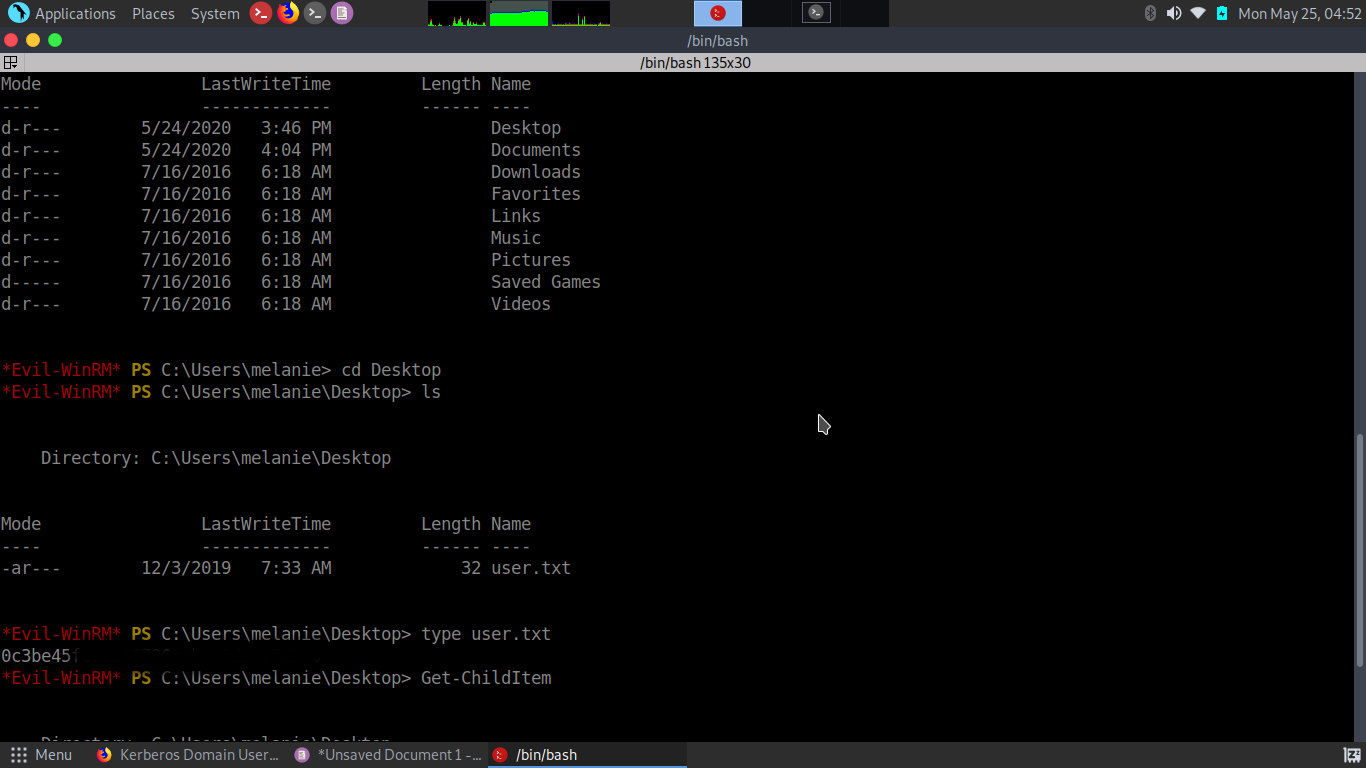 Applications Places System Mon May 25, 04:52
/bin/bash
/bin/bash 135x30
Mode LastWriteTime Length Name
---- ------------- ------ ----
d-r--- 5/24/2020 3:46 PM Desktop
d-r--- 5/24/2020 4:04 PM Documents
d-r--- 7/16/2016 6:18 AM Downloads
d-r--- 7/16/2016 6:18 AM Favorites
d-r--- 7/16/2016 6:18 AM Links
d-r--- 7/16/2016 6:18 AM Music
d-r--- 7/16/2016 6:18 AM Pictures
d----- 7/16/2016 6:18 AM Saved Games
d-r--- 7/16/2016 6:18 AM Videos
*Evil-WinRM* PS C:\Users\melanie> cd Desktop
*Evil-WinRM* PS C:\Users\melanie\Desktop> ls
Directory: C:\Users\melanie\Desktop
Mode LastWriteTime Length Name
---- ------------- ------ ----
-ar--- 12/3/2019 7:33 AM 32 user.txt
*Evil-WinRM* PS C:\Users\melanie\Desktop> type user.txt
0c3be45f
*Evil-WinRM* PS C:\Users\melanie\Desktop> Get-ChildItem
Directory: C:\Users\melanie\Desktop
Menu Kerberos Domain User... *Unsaved Document 1 -... /bin/bash